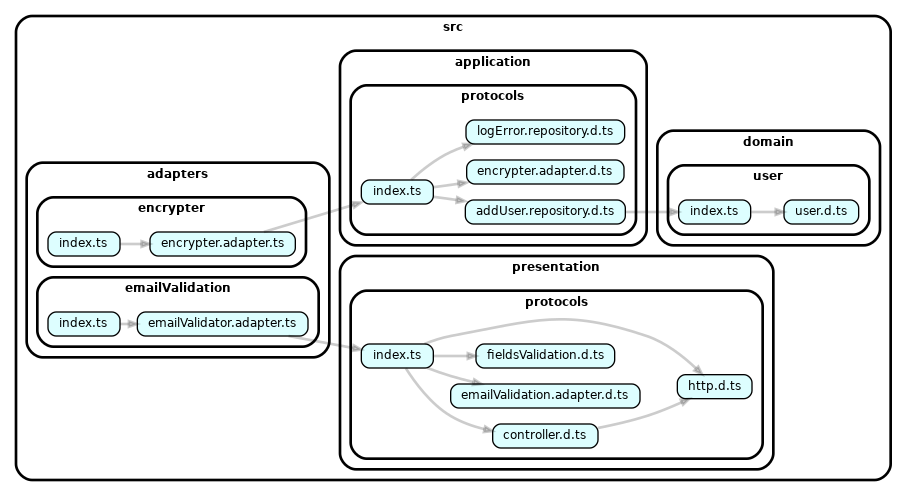 src
adapters
encrypter
index.ts
encrypter.adapter.ts
emailValidation
index.ts
emailValidator.adapter.ts
application
protocols
index.ts
logError.repository.d.ts
encrypter.adapter.d.ts
addUser.repository.d.ts
domain
user
index.ts
user.d.ts
presentation
protocols
index.ts
fieldsValidation.d.ts
emailValidation.adapter.d.ts
controller.d.ts
http.d.ts